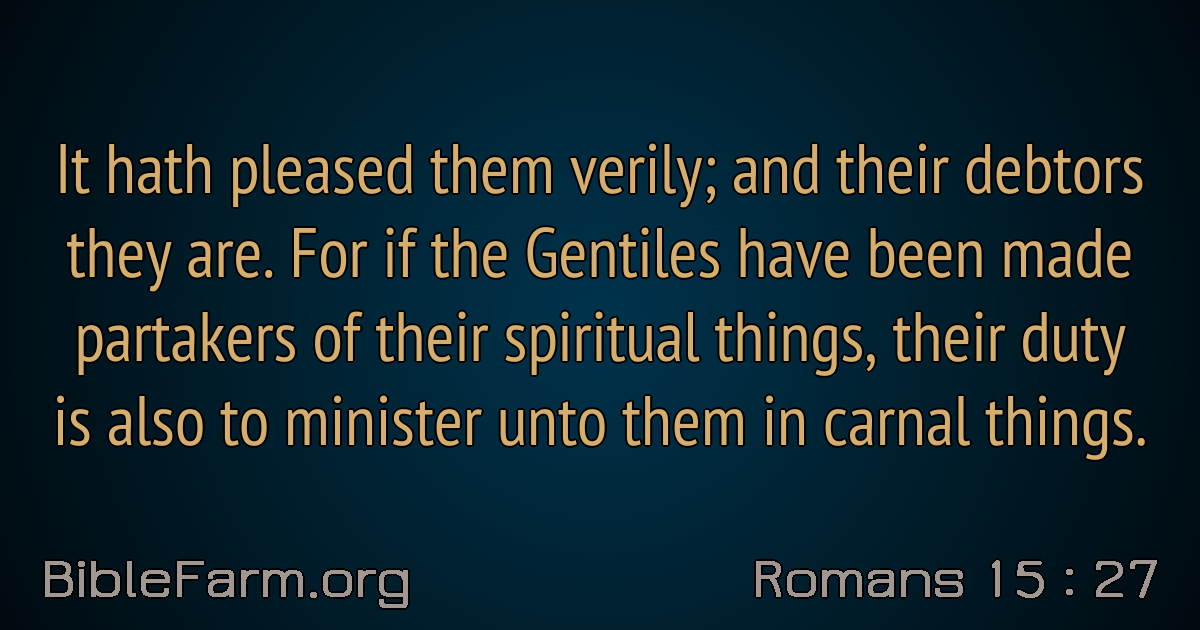 It hath pleased them verily; and their debtors
they are. For if the Gentiles have been made
partakers of their spiritual things, their duty
is also to minister unto them in carnal things.
BibleFarm.org
Romans 15 : 27